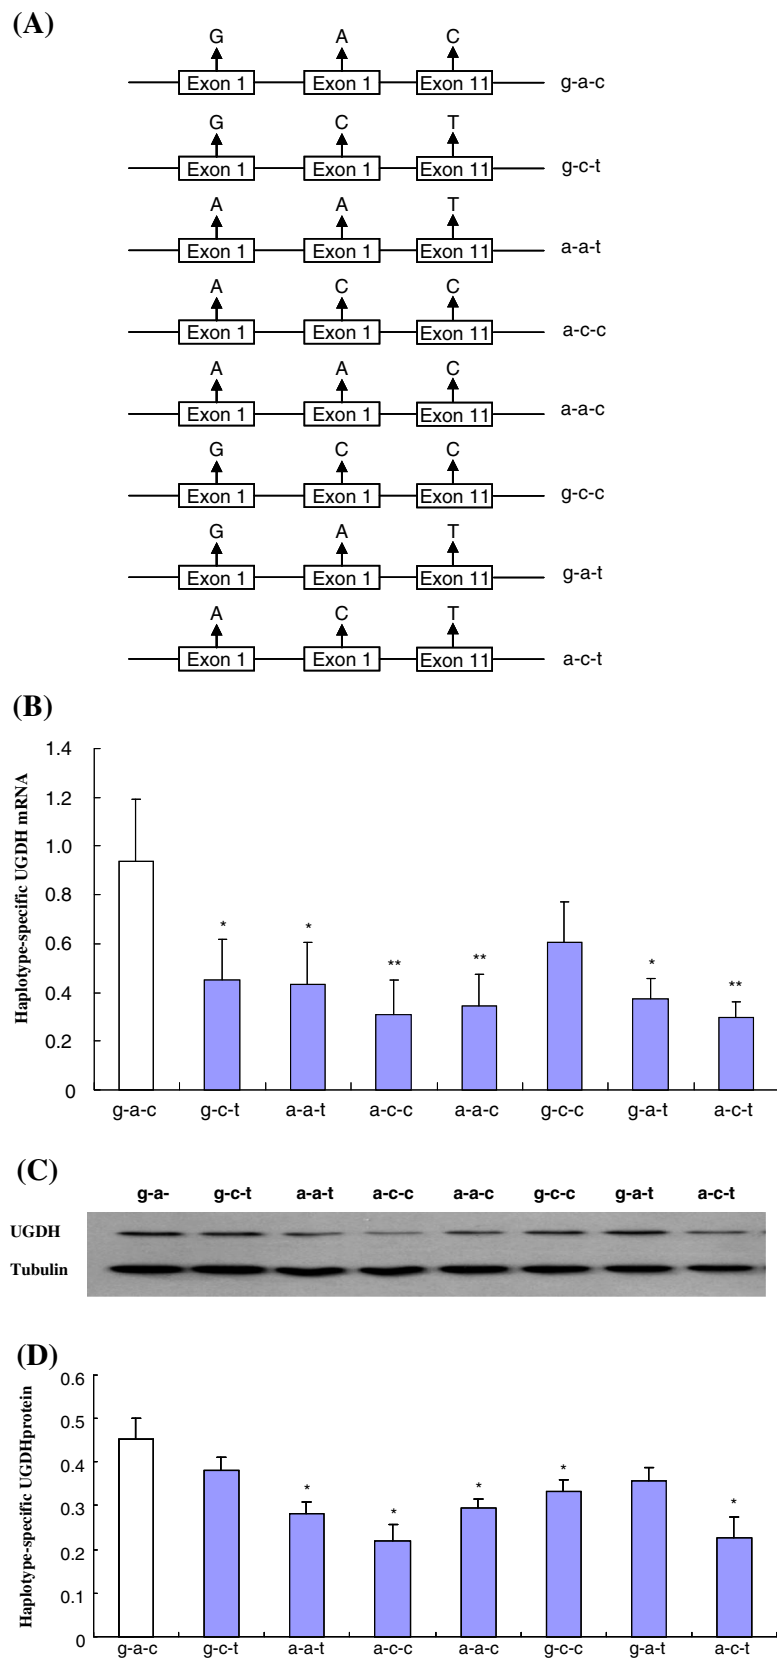 (A)
G A C
Exon 1 Exon 1 Exon 11 g-a-c
G C T
Exon 1 Exon 1 Exon 11 g-c-t
A A T
Exon 1 Exon 1 Exon 11 a-a-t
A C C
Exon 1 Exon 1 Exon 11 a-c-c
A A C
Exon 1 Exon 1 Exon 11 a-a-c
G C C
Exon 1 Exon 1 Exon 11 g-c-c
G A T
Exon 1 Exon 1 Exon 11 g-a-t
A C T
Exon 1 Exon 1 Exon 11 a-c-t
(B)
Haplotype-specific UGDH mRNA
1.4
1.2
1.0
0.8
0.6
0.4
0.2
0
* * ** ** * **
g-a-c g-c-t a-a-t a-c-c a-a-c g-c-c g-a-t a-c-t
(C)
g-a- g-c-t a-a-t a-c-c a-a-c g-c-c g-a-t a-c-t
UGDH
Tubulin
(D)
Haplotype-specific UGDHprotein
0.6
0.5
0.4
0.3
0.2
0.1
0
* * * * *
g-a-c g-c-t a-a-t a-c-c a-a-c g-c-c g-a-t a-c-t